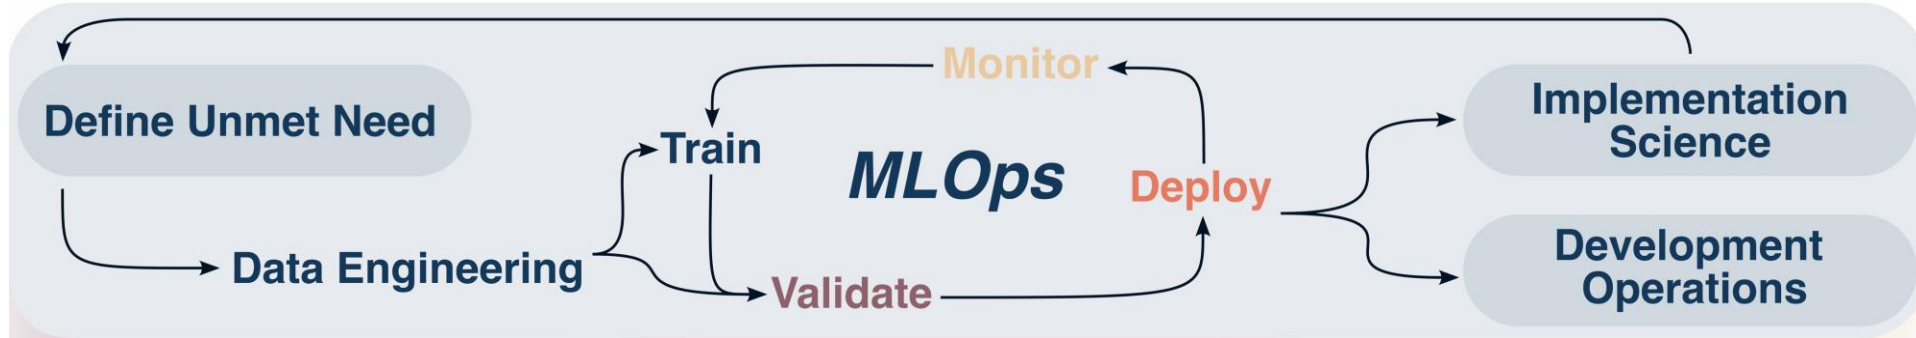 Define Unmet Need
Data Engineering
Train
Validate
MLOps
Monitor
Deploy
Implementation
Science
Development
Operations